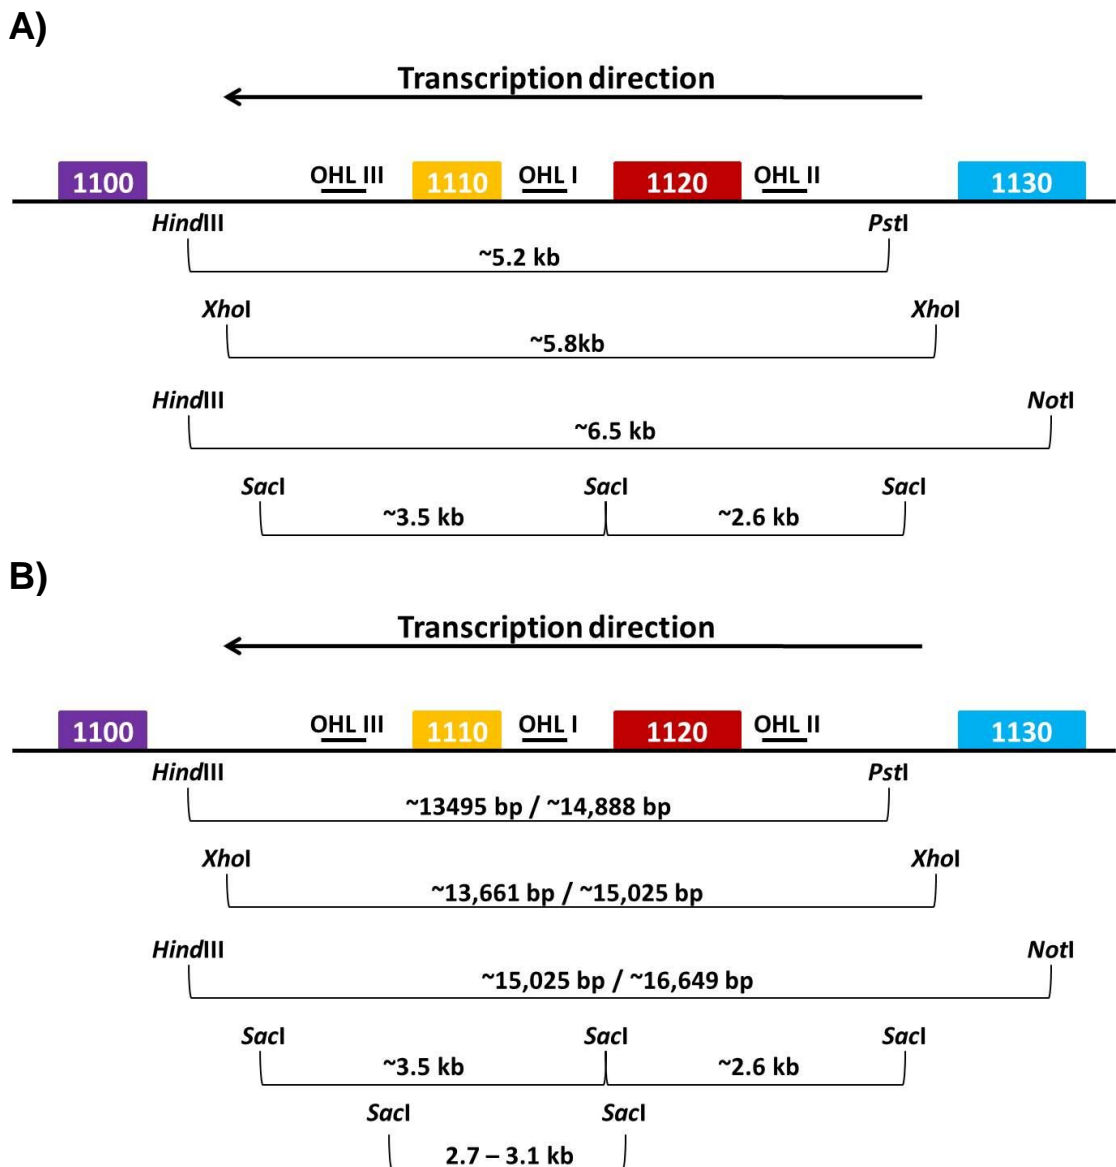 A)
Transcription direction
1100 OHL III 1110 OHL I 1120 OHL II 1130
HindIII PstI
~5.2 kb
XhoI XhoI
~5.8kb
HindIII NotI
~6.5 kb
SacI SacI SacI
~3.5 kb ~2.6 kb
B)
Transcription direction
1100 OHL III 1110 OHL I 1120 OHL II 1130
HindIII PstI
~13495 bp / ~14,888 bp
XhoI XhoI
~13,661 bp / ~15,025 bp
HindIII NotI
~15,025 bp / ~16,649 bp
SacI SacI SacI
~3.5 kb ~2.6 kb
SacI SacI
2.7 – 3.1 kb